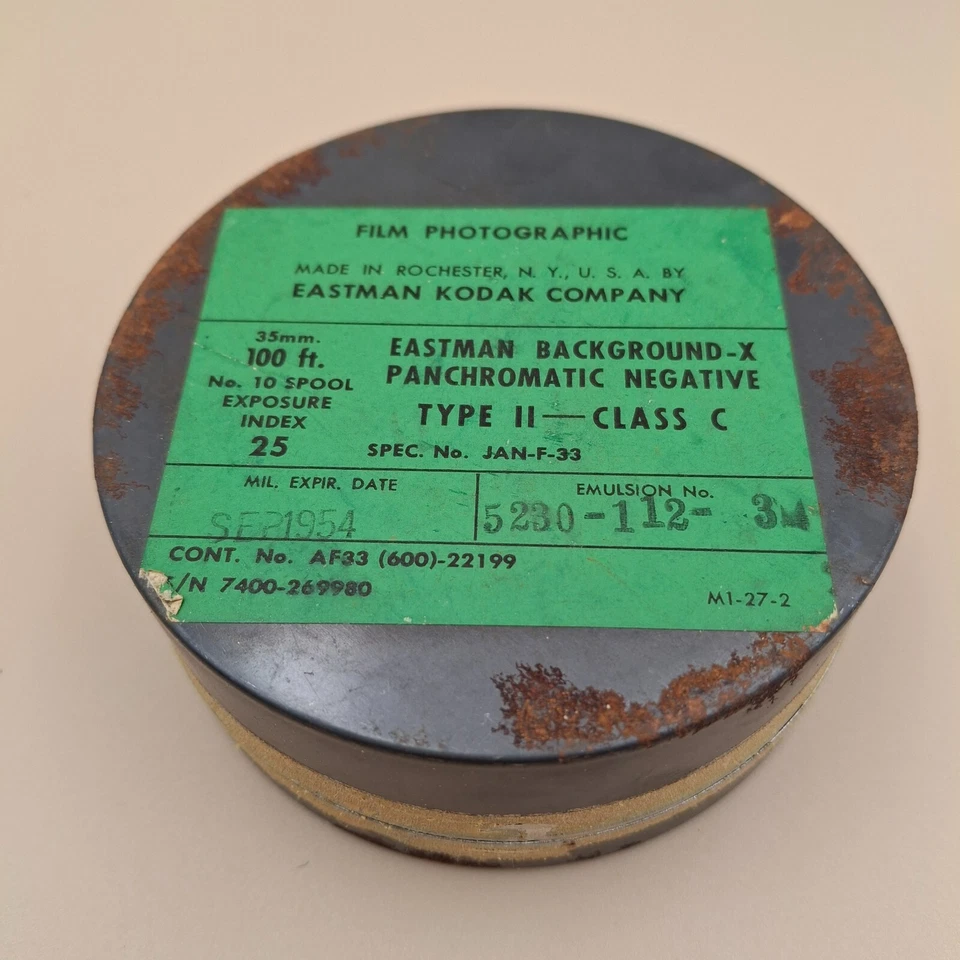 FILM PHOTOGRAPHIC
MADE IN ROCHESTER, N. Y., U. S. A. BY
EASTMAN KODAK COMPANY
35mm.
100 ft.
No. 10 SPOOL
EXPOSURE
INDEX
25
EASTMAN BACKGROUND-X
PANCHROMATIC NEGATIVE
TYPE II—CLASS C
SPEC. No. JAN-F-33
MIL. EXPIR. DATE
SEP1954
EMULSION No.
5230-112- 3M
CONT. No. AF33 (600)-22199
/N 7400-269980
M1-27-2